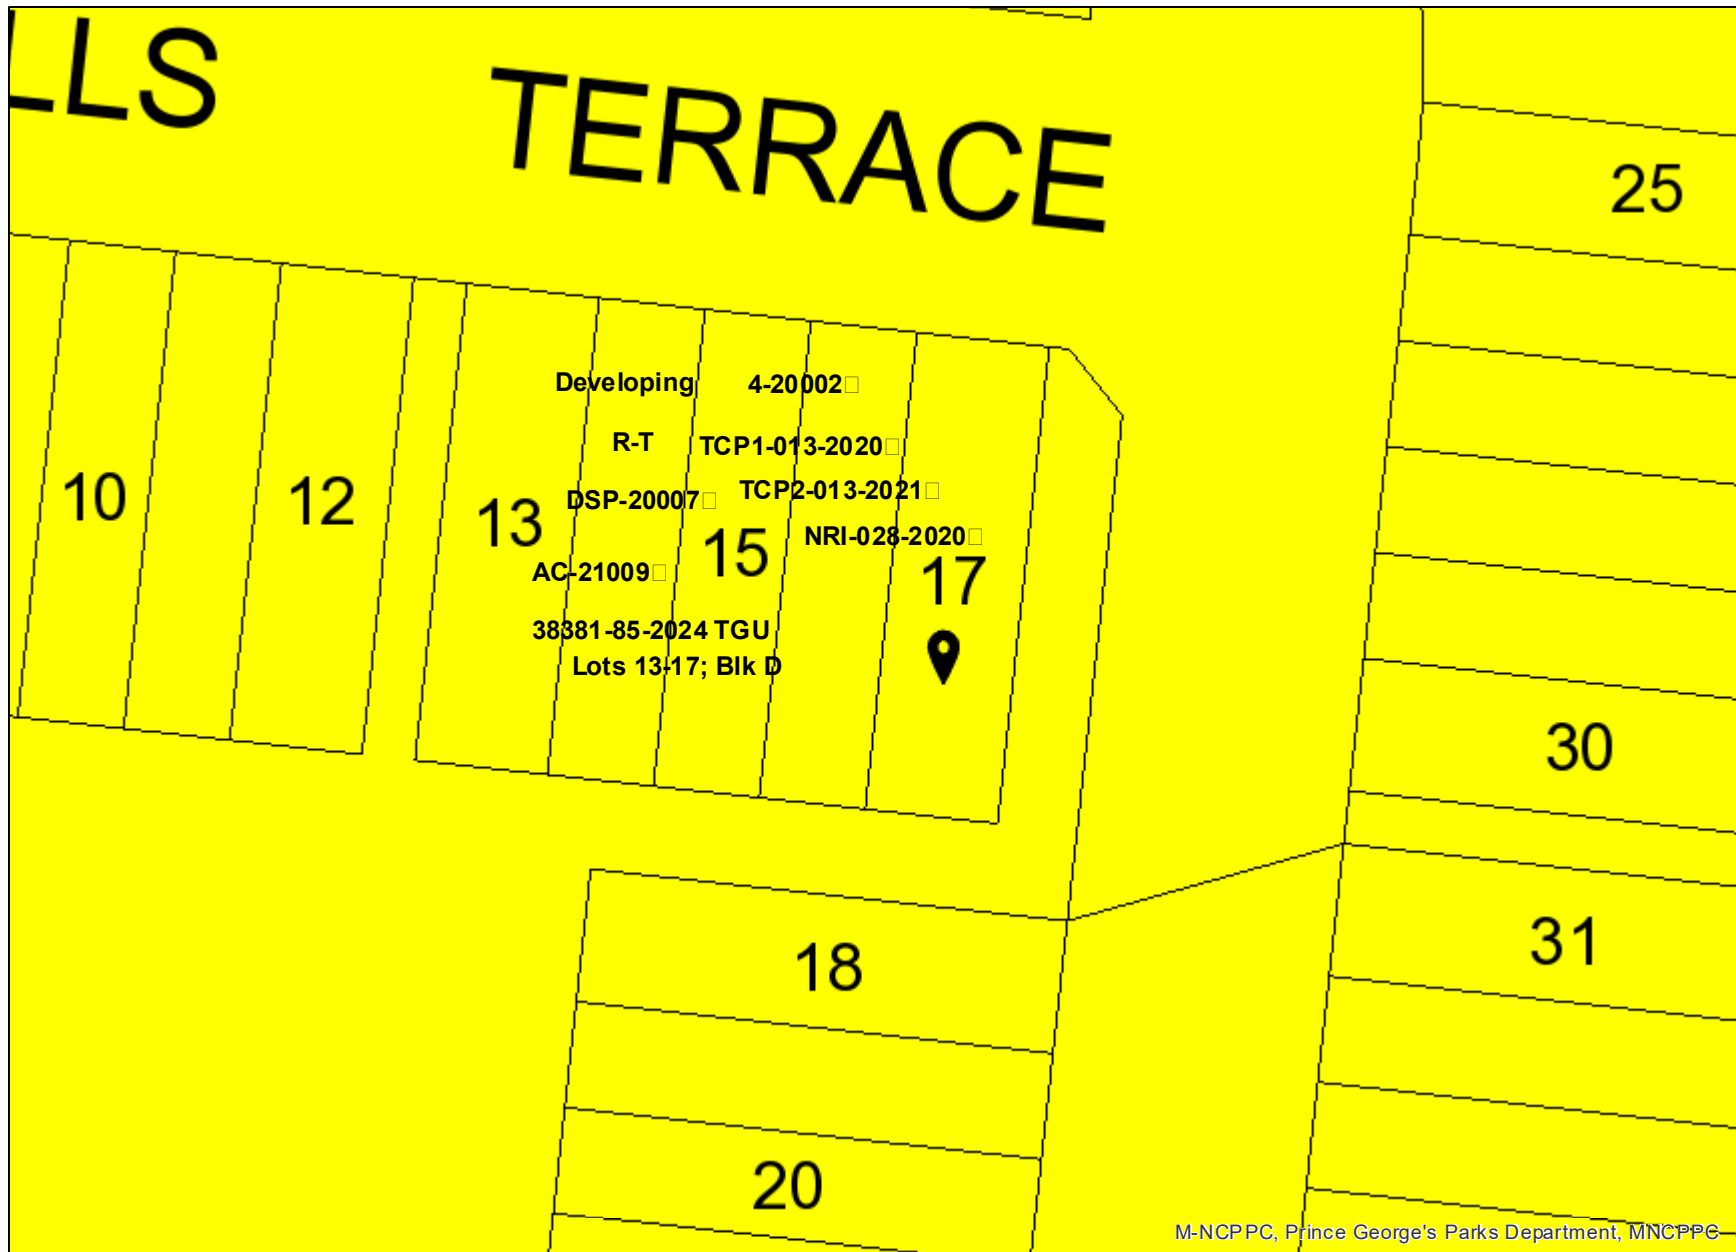 LLS TERRACE
25
Developing 4-20002
R-T TCP1-013-2020
DSP-20007 TCP2-013-2021
NRI-028-2020
10
12
13
15
17
AC-21009
38381-85-2024 TGU
Lots 13-17; Blk D
30
18
31
20
M-NCPPC, Prince George's Parks Department, MNCPPC